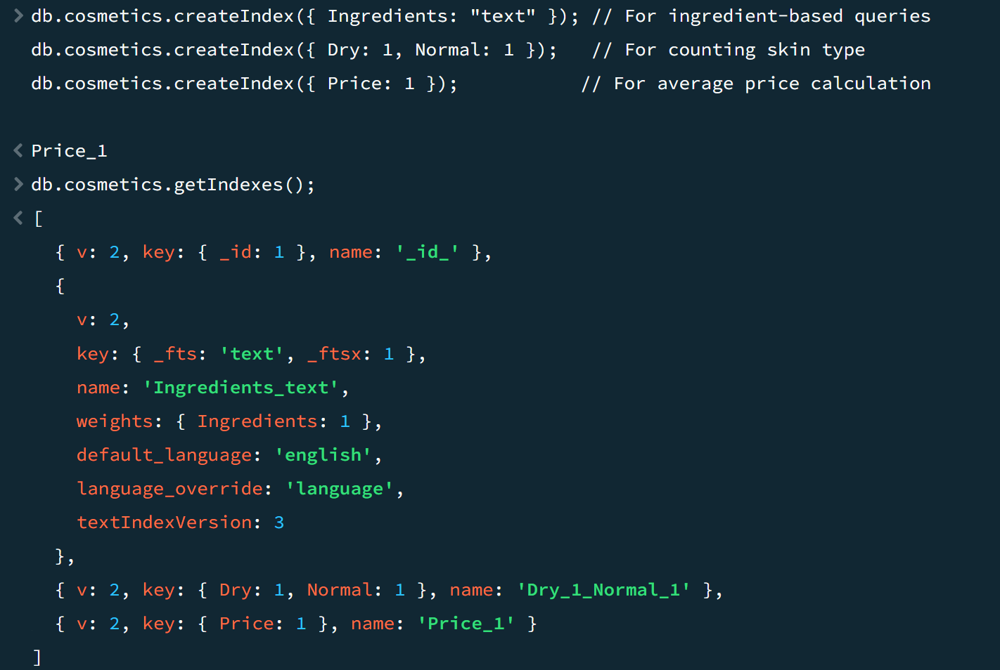 > db.cosmetics.createIndex({ Ingredients: "text" }); // For ingredient-based queries
db.cosmetics.createIndex({ Dry: 1, Normal: 1 });   // For counting skin type
db.cosmetics.createIndex({ Price: 1 });           // For average price calculation
< Price_1
> db.cosmetics.getIndexes();
< [
  { v: 2, key: { _id: 1 }, name: '_id_' },
  {
    v: 2,
    key: { _fts: 'text', _ftsx: 1 },
    name: 'Ingredients_text',
    weights: { Ingredients: 1 },
    default_language: 'english',
    language_override: 'language',
    textIndexVersion: 3
  },
  { v: 2, key: { Dry: 1, Normal: 1 }, name: 'Dry_1_Normal_1' },
  { v: 2, key: { Price: 1 }, name: 'Price_1' }
]